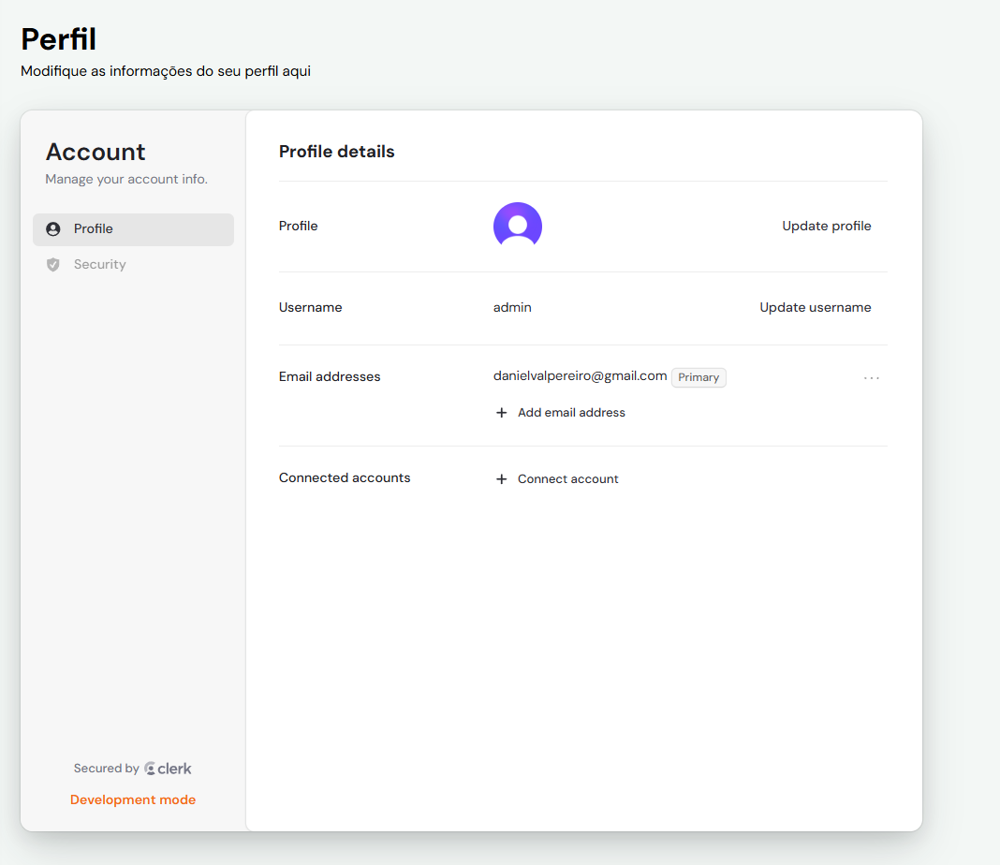 Perfil
Modifique as informações do seu perfil aqui
Account
Manage your account info.
Profile
Security
Profile details
Profile
Update profile
Username
admin
Update username
Email addresses
danielvalpereiro@gmail.com
Primary
...
+ Add email address
Connected accounts
+ Connect account
Secured by clerk
Development mode